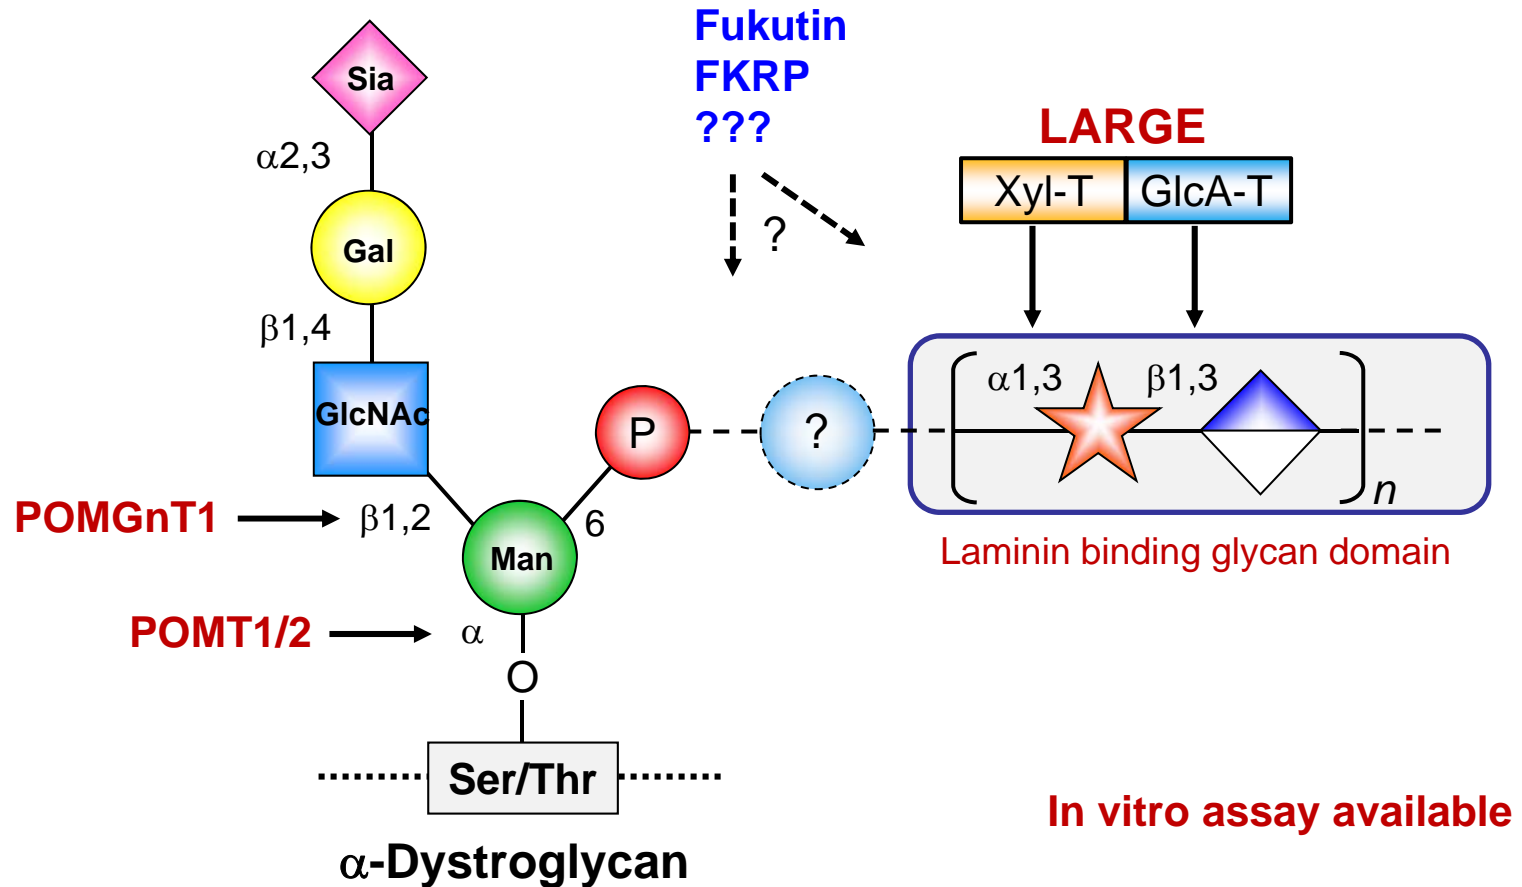 Fukutin
FKRP
???
?
LARGE
Xyl-T GlcA-T
Sia
α2,3
Gal
β1,4
GlcNAc
P
?
α1,3 β1,3
n
Laminin binding glycan domain
POMGnT1
β1,2
6
Man
POMT1/2
α
O
Ser/Thr
α-Dystroglycan
In vitro assay available